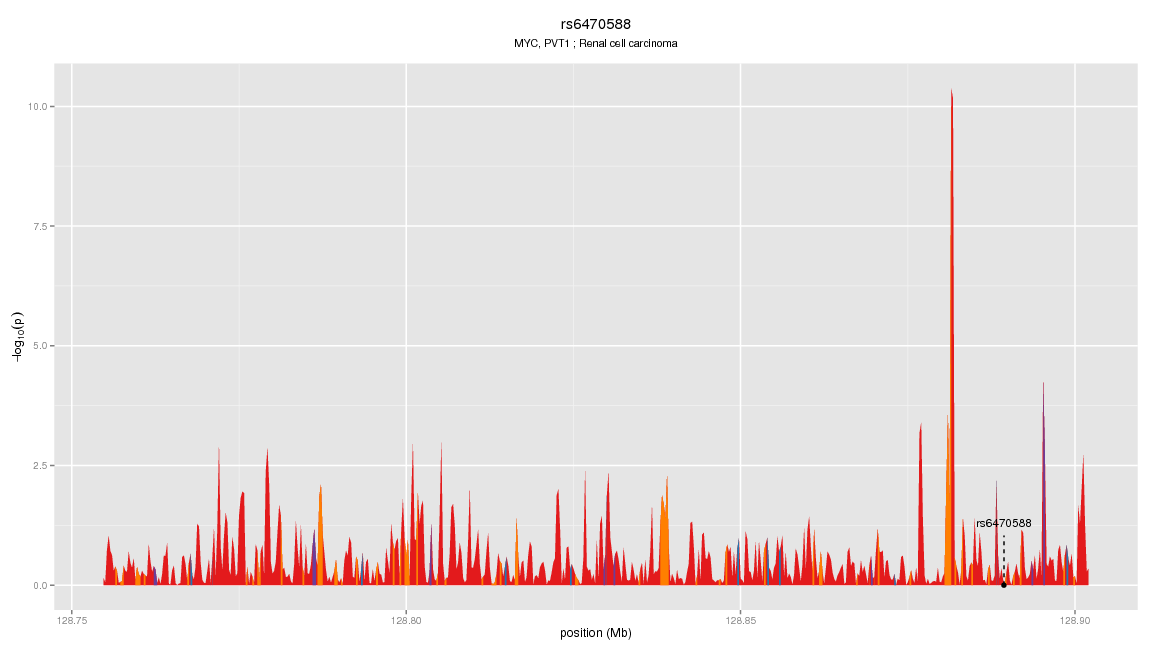 rs6470588
MYC, PVT1 ; Renal cell carcinoma
10.0
7.5
5.0
2.5
0.0
−log10(p)
rs6470588
128.75
128.80
128.85
128.90
position (Mb)